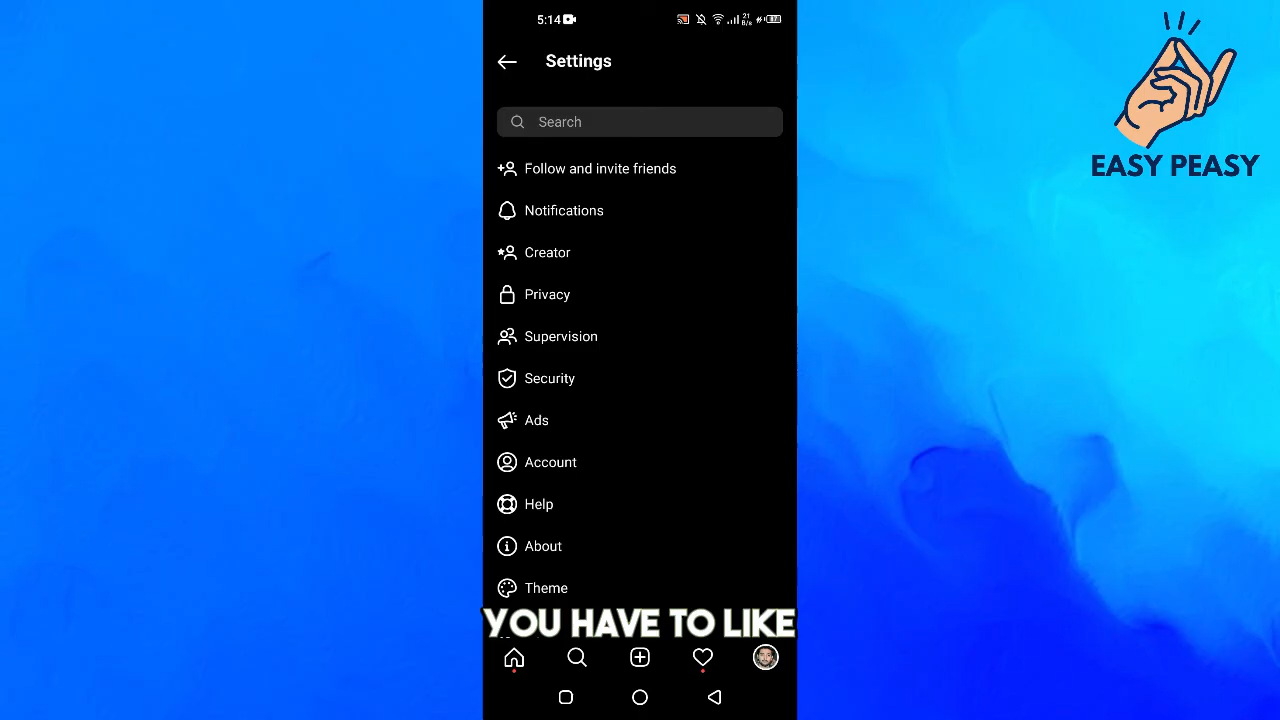 5:14
21
B/s
Settings
Search
Follow and invite friends
Notifications
Creator
Privacy
Supervision
Security
Ads
Account
Help
About
Theme
YOU HAVE TO LIKE
EASY PEASY